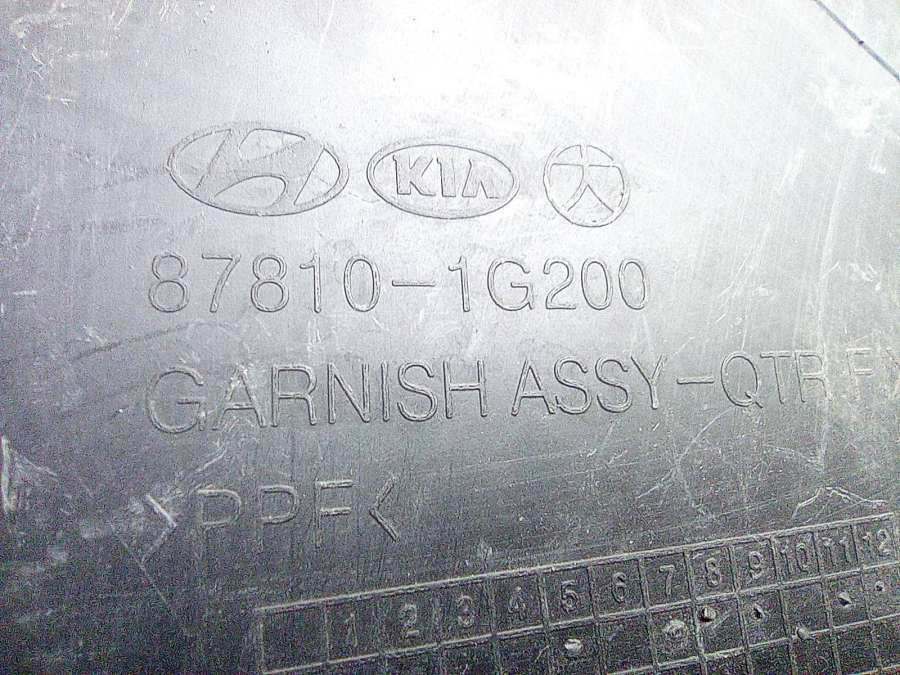 KIA 大
87810-1G200
GARNISH ASSY-QTR F
>PPF<
1 2 3 4 5 6 7 8 9 10 11 12